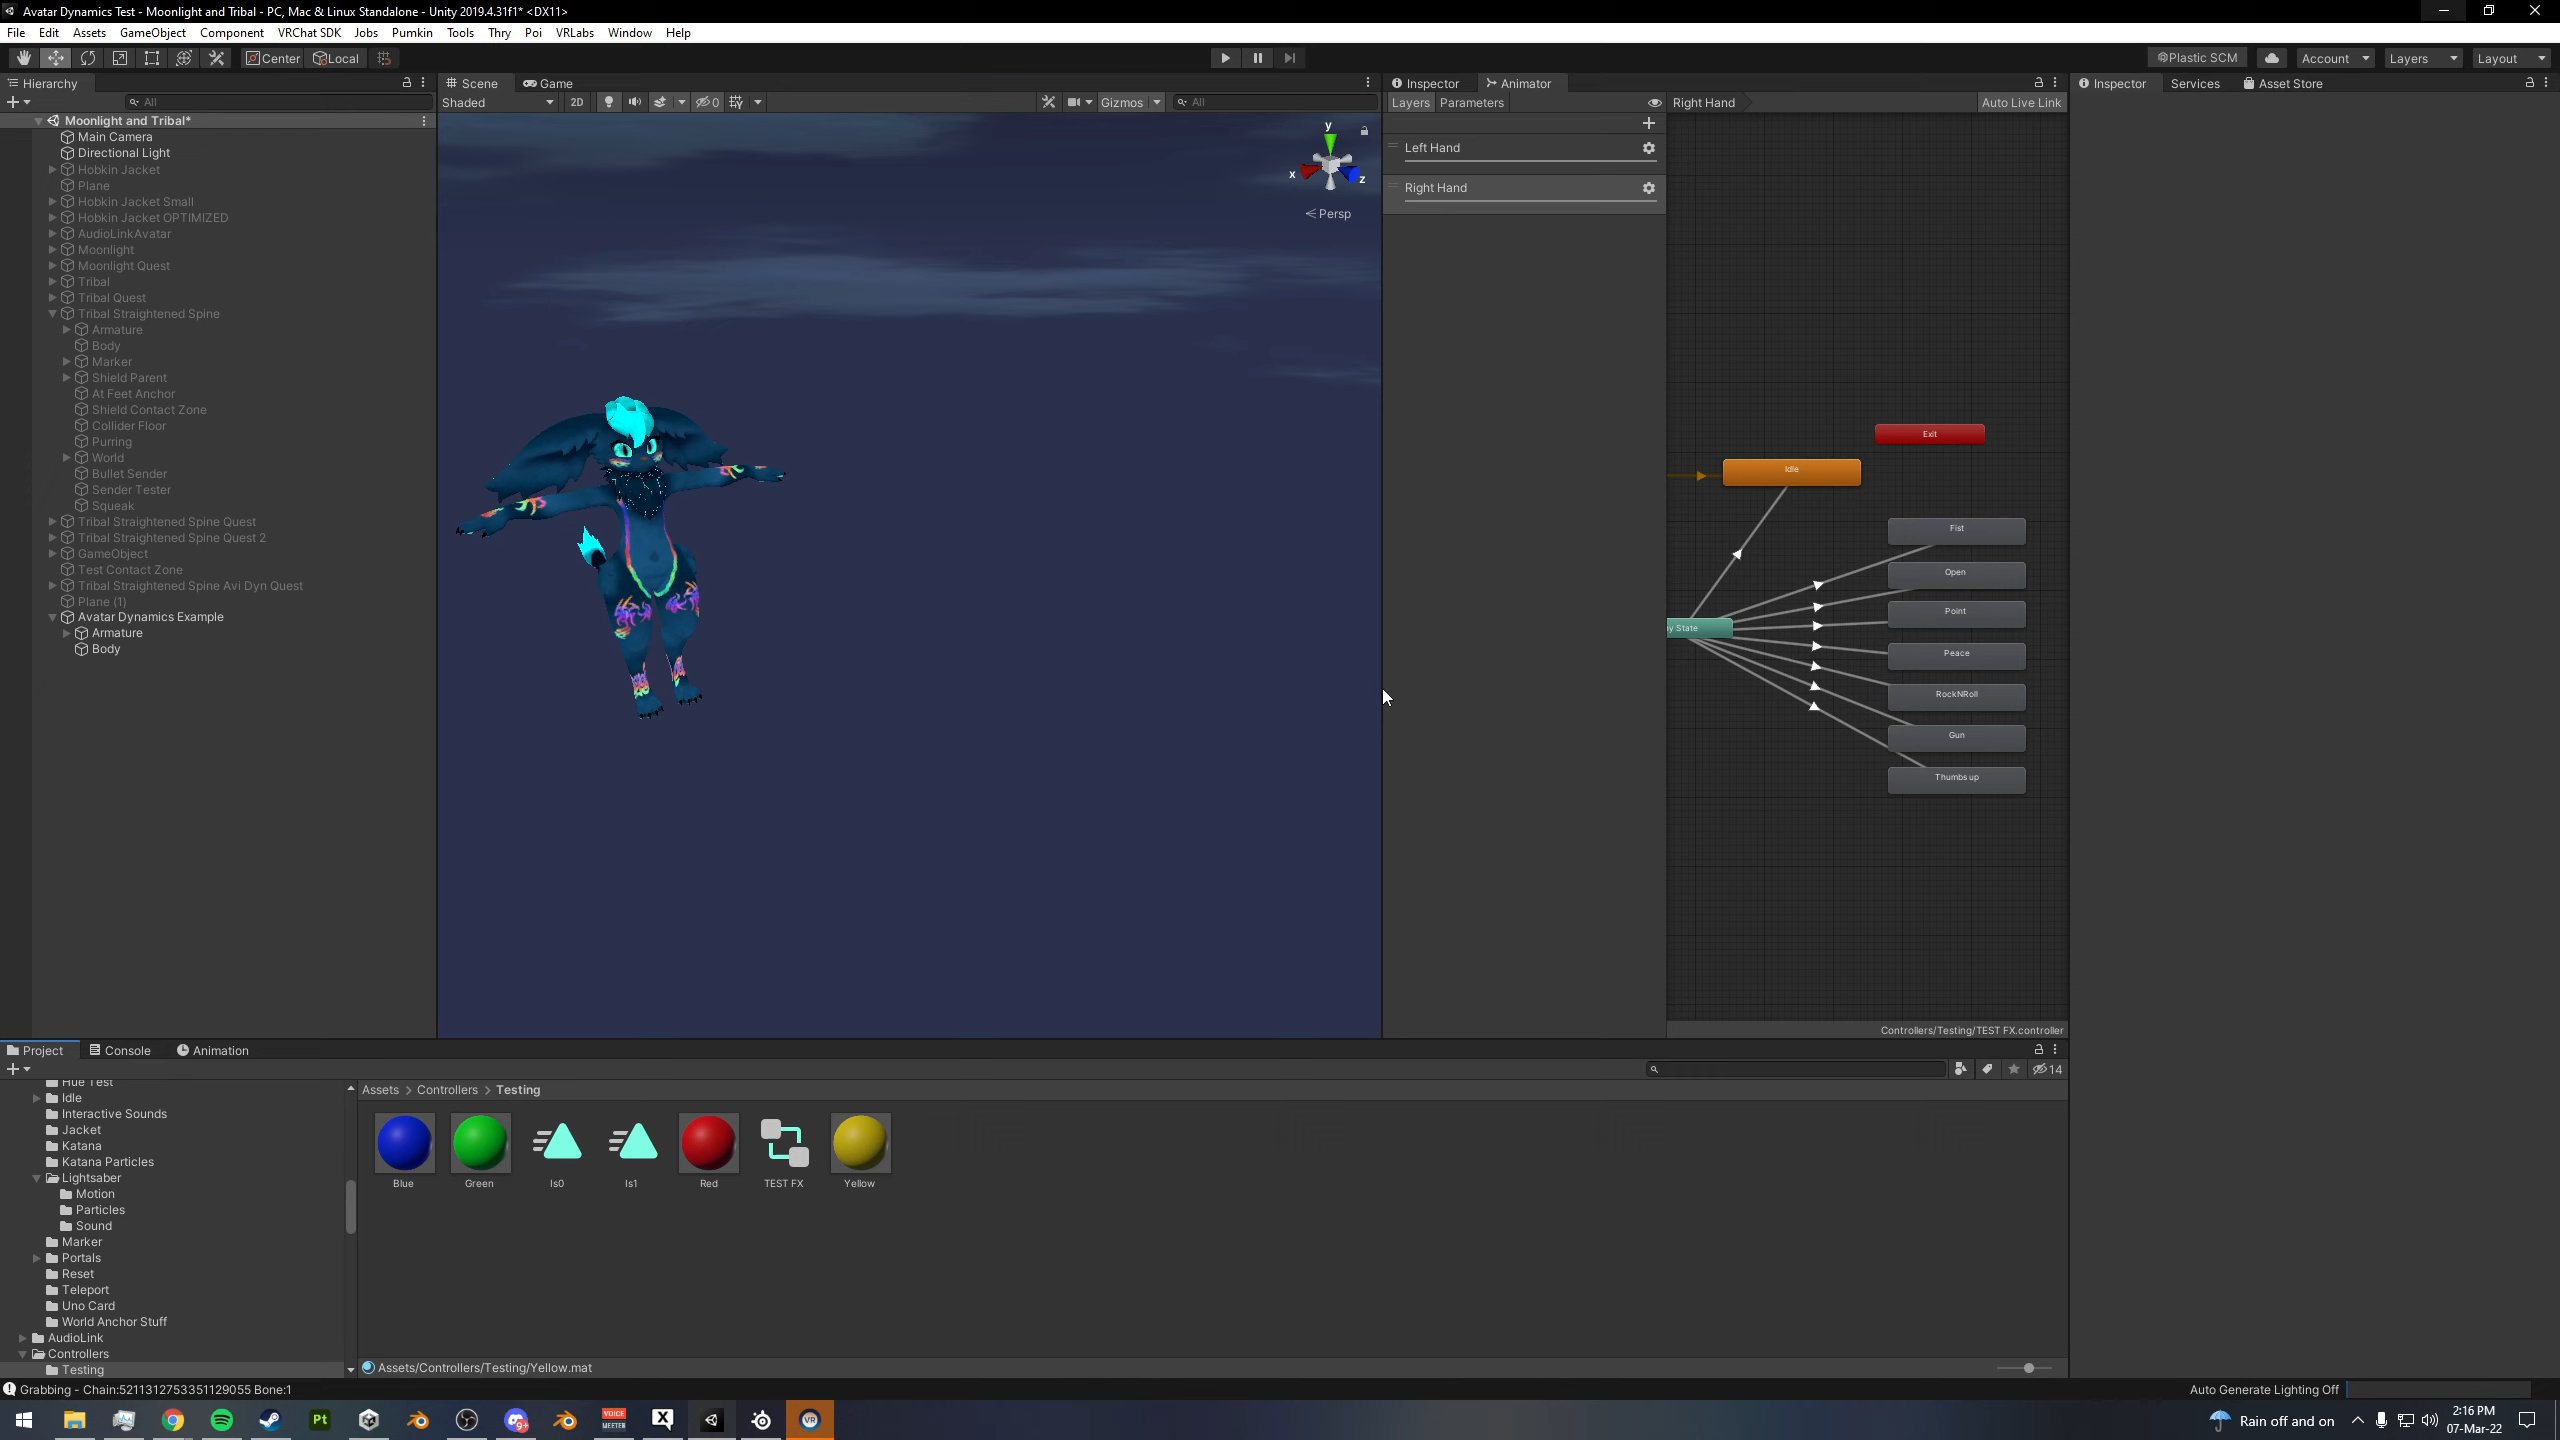 Avatar Dynamics Test - Moonlight and Tribal - PC, Mac & Linux Standalone - Unity 2019.4.31f1* <DX11>
File Edit Assets GameObject Component VRChat SDK Jobs Pumkin Tools Thry Poi VRLabs Window Help
Center Local Plastic SCM Account Layers Layout
Hierarchy
All
Moonlight and Tribal*
Main Camera
Directional Light
Hobkin Jacket
Plane
Hobkin Jacket Small
Hobkin Jacket OPTIMIZED
AudioLinkAvatar
Moonlight
Moonlight Quest
Tribal
Tribal Quest
Tribal Straightened Spine
Armature
Body
Marker
Shield Parent
At Feet Anchor
Shield Contact Zone
Collider Floor
Purring
World
Bullet Sender
Sender Tester
Squeak
Tribal Straightened Spine Quest
Tribal Straightened Spine Quest 2
GameObject
Test Contact Zone
Tribal Straightened Spine Avi Dyn Quest
Plane (1)
Avatar Dynamics Example
Armature
Body
Scene Game
Shaded 2D 0 Gizmos All
y
x z
Persp
Inspector Animator
Layers Parameters Right Hand Auto Live Link
Left Hand
Right Hand
Exit
Idle
Fist
Open
Point
y State
Peace
RockNRoll
Gun
Thumbs up
Controllers/Testing/TEST FX.controller
Inspector Services Asset Store
Project Console Animation
14
Hue Test
Idle
Interactive Sounds
Jacket
Katana
Katana Particles
Lightsaber
Motion
Particles
Sound
Marker
Portals
Reset
Teleport
Uno Card
World Anchor Stuff
AudioLink
Controllers
Testing
Assets > Controllers > Testing
Blue Green Is0 Is1 Red TEST FX Yellow
Assets/Controllers/Testing/Yellow.mat
Grabbing - Chain:5211312753351129055 Bone:1
Auto Generate Lighting Off
Pt
9+
VOICE
MEETER
X
VR
Rain off and on
2:16 PM
07-Mar-22